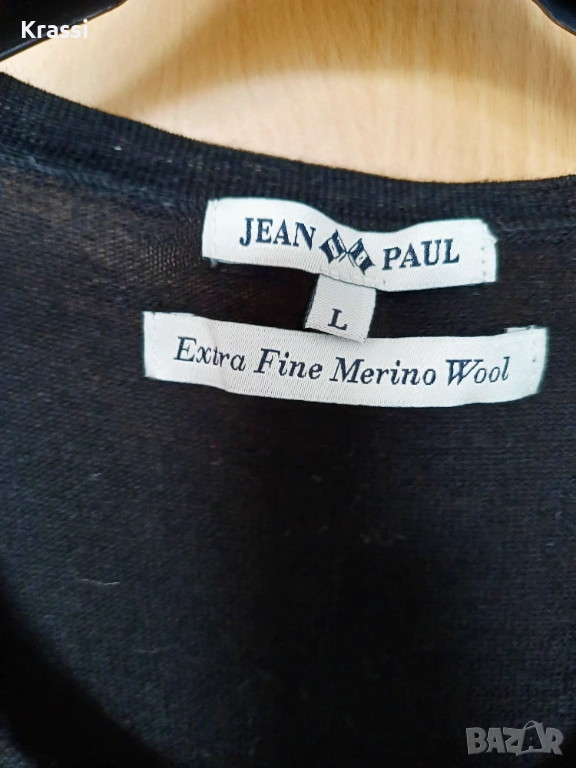 Krassi
JEAN PAUL
L
Extra Fine Merino Wool
BAZAR